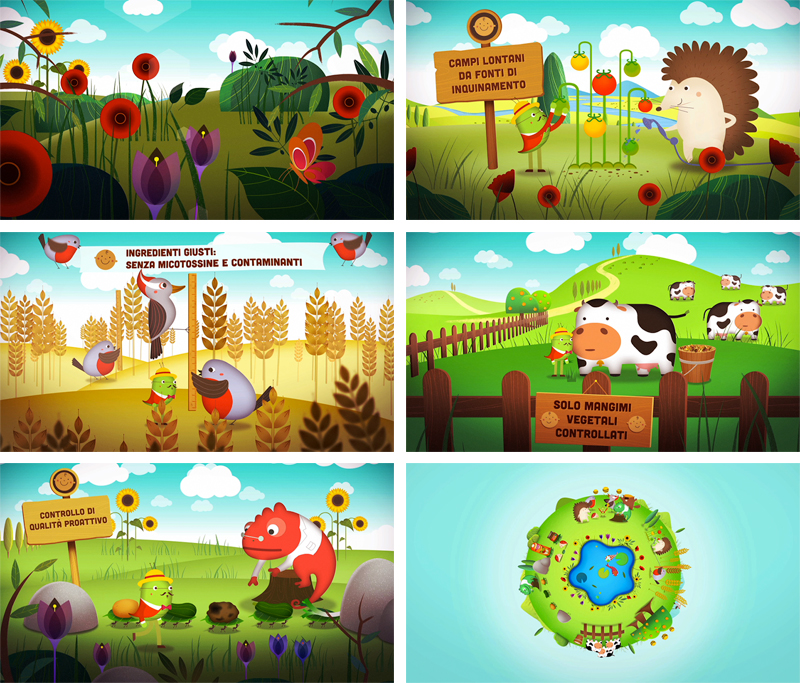 CAMPI LONTANI
DA FONTI DI
INQUINAMENTO
INGREDIENTI GIUSTI:
SENZA MICOTOSSINE E CONTAMINANTI
SOLO MANGIMI
VEGETALI
CONTROLLATI
CONTROLLO DI
QUALITÀ PROATTIVO